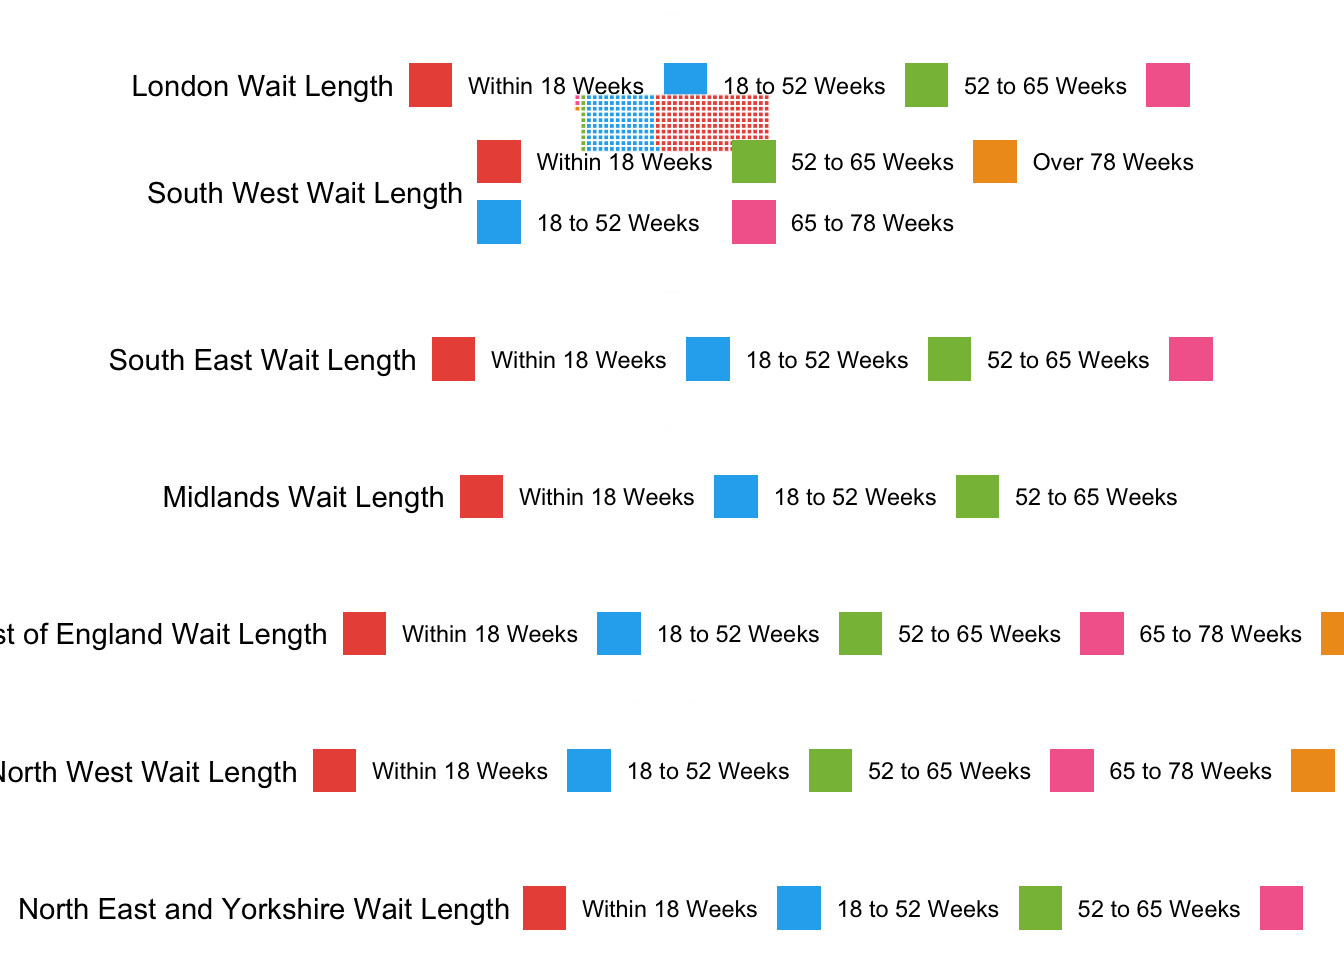 London Wait Length Within 18 Weeks 18 to 52 Weeks 52 to 65 Weeks
South West Wait Length
Within 18 Weeks 52 to 65 Weeks Over 78 Weeks
18 to 52 Weeks 65 to 78 Weeks
South East Wait Length Within 18 Weeks 18 to 52 Weeks 52 to 65 Weeks
Midlands Wait Length Within 18 Weeks 18 to 52 Weeks 52 to 65 Weeks
st of England Wait Length Within 18 Weeks 18 to 52 Weeks 52 to 65 Weeks 65 to 78 Weeks
North West Wait Length Within 18 Weeks 18 to 52 Weeks 52 to 65 Weeks 65 to 78 Weeks
North East and Yorkshire Wait Length Within 18 Weeks 18 to 52 Weeks 52 to 65 Weeks